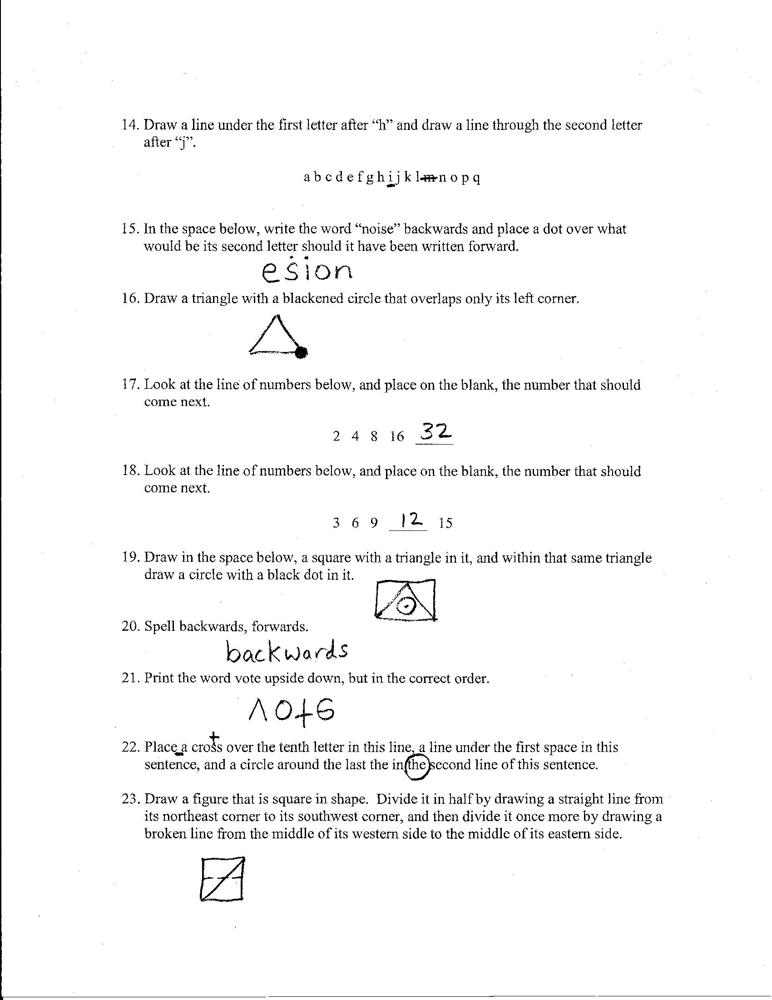 14. Draw a line under the first letter after “h” and draw a line through the second letter
after “j”.
a b c d e f g h i j k l m n o p q
15. In the space below, write the word “noise” backwards and place a dot over what
would be its second letter should it have been written forward.
esion
16. Draw a triangle with a blackened circle that overlaps only its left corner.
17. Look at the line of numbers below, and place on the blank, the number that should
come next.
2 4 8 16 32
18. Look at the line of numbers below, and place on the blank, the number that should
come next.
3 6 9 12 15
19. Draw in the space below, a square with a triangle in it, and within that same triangle
draw a circle with a black dot in it.
20. Spell backwards, forwards.
backwards
21. Print the word vote upside down, but in the correct order.
vote
22. Place a cross over the tenth letter in this line, a line under the first space in this
sentence, and a circle around the last the in the second line of this sentence.
23. Draw a figure that is square in shape. Divide it in half by drawing a straight line from
its northeast corner to its southwest corner, and then divide it once more by drawing a
broken line from the middle of its western side to the middle of its eastern side.